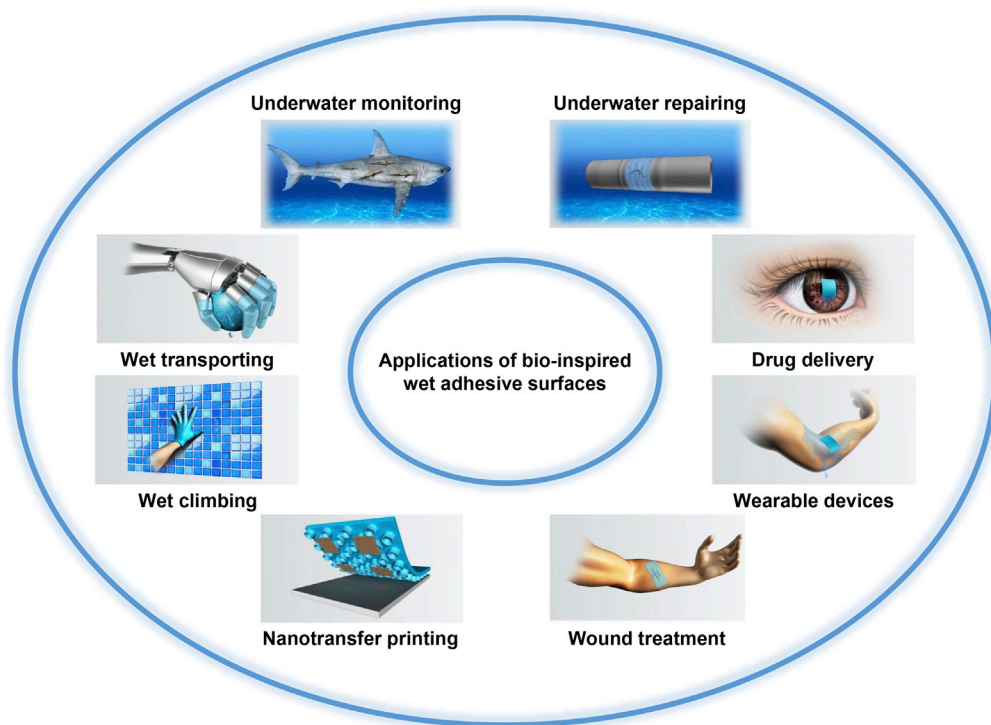 Underwater monitoring
Underwater repairing
Wet transporting
Applications of bio-inspired
wet adhesive surfaces
Drug delivery
Wet climbing
Wearable devices
Nanotransfer printing
Wound treatment